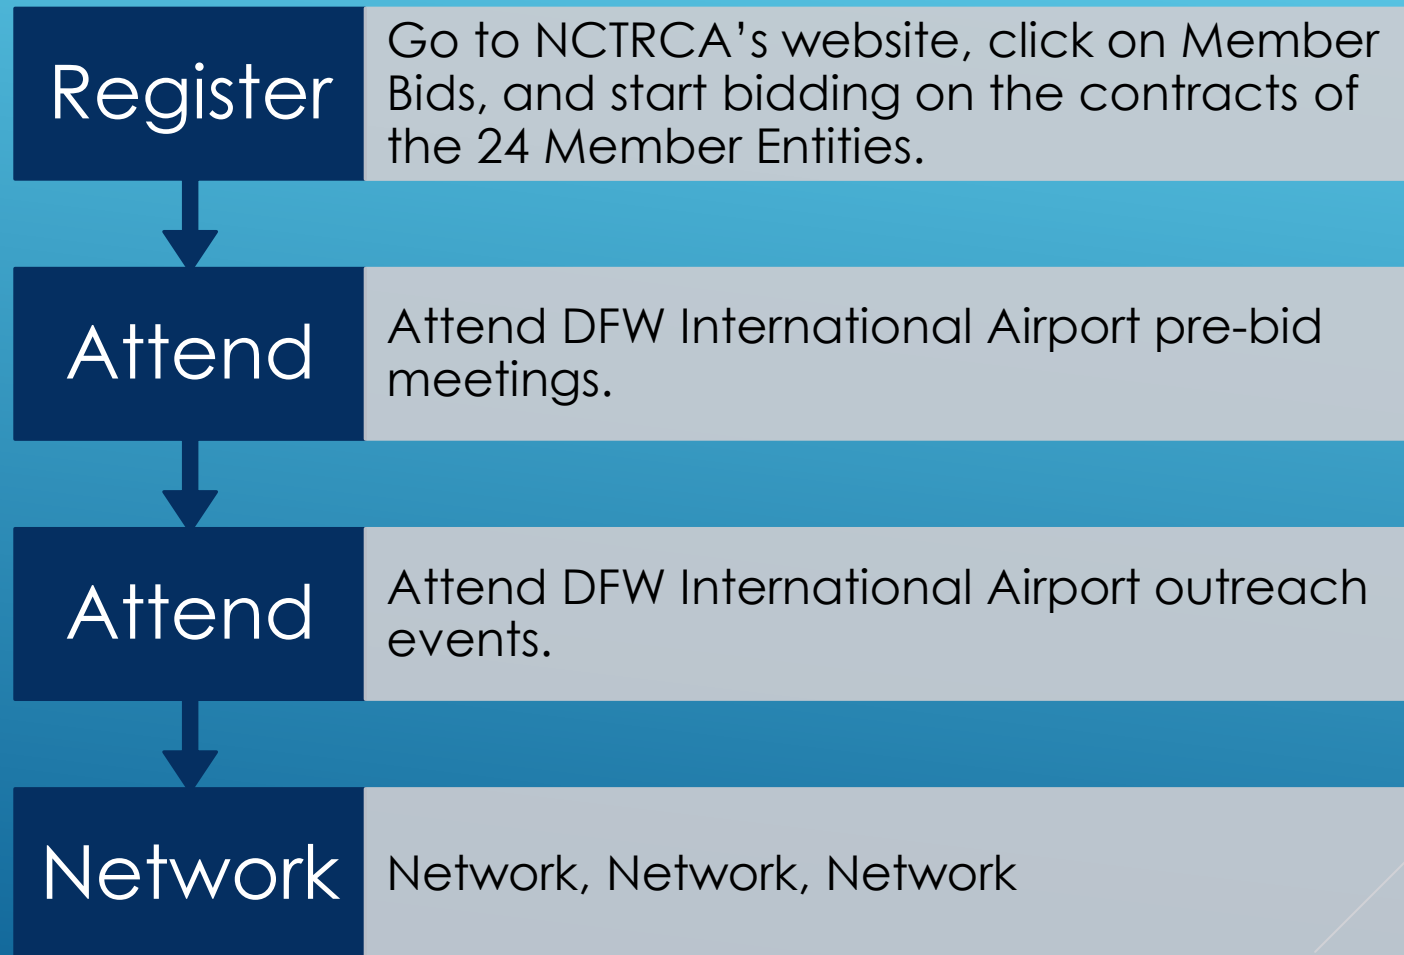 Register
Go to NCTRCA’s website, click on Member
Bids, and start bidding on the contracts of
the 24 Member Entities.
Attend
Attend DFW International Airport pre-bid
meetings.
Attend
Attend DFW International Airport outreach
events.
Network
Network, Network, Network